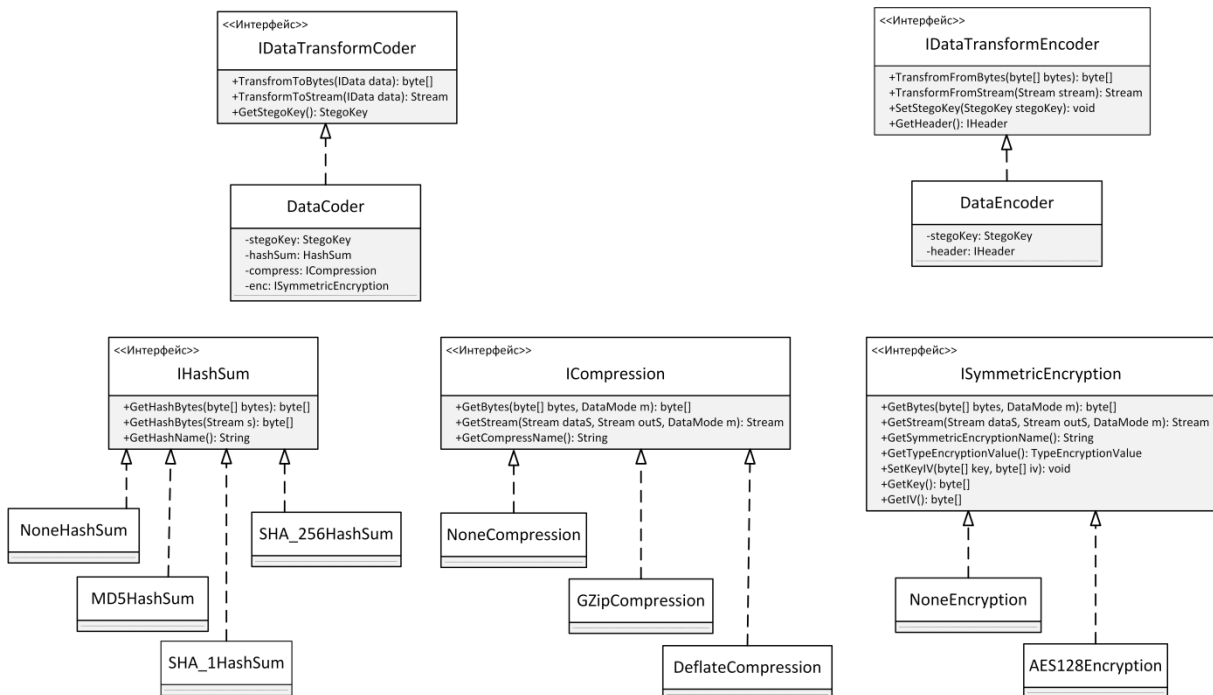 <<Интерфейс>>
IDataTransformCoder
+TransfromToBytes(IData data): byte[]
+TransformToStream(IData data): Stream
+GetStegoKey(): StegoKey
<<Интерфейс>>
IDataTransformEncoder
+TransfromFromBytes(byte[] bytes): byte[]
+TransformFromStream(Stream stream): Stream
+SetStegoKey(StegoKey stegoKey): void
+GetHeader(): IHeader
DataCoder
-stegoKey: StegoKey
-hashSum: HashSum
-compress: ICompression
-enc: ISymmetricEncryption
DataEncoder
-stegoKey: StegoKey
-header: IHeader
<<Интерфейс>>
IHashSum
+GetHashBytes(byte[] bytes): byte[]
+GetHashBytes(Stream s): byte[]
+GetHashName(): String
<<Интерфейс>>
ICompression
+GetBytes(byte[] bytes, DataMode m): byte[]
+GetStream(Stream dataS, Stream outS, DataMode m): Stream
+GetCompressName(): String
<<Интерфейс>>
ISymmetricEncryption
+GetBytes(byte[] bytes, DataMode m): byte[]
+GetStream(Stream dataS, Stream outS, DataMode m): Stream
+GetSymmetricEncryptionName(): String
+GetTypeEncryptionValue(): TypeEncryptionValue
+SetKeyIV(byte[] key, byte[] iv): void
+GetKey(): byte[]
+GetIV(): byte[]
NoneHashSum
SHA_256HashSum
MD5HashSum
SHA_1HashSum
NoneCompression
GZipCompression
DeflateCompression
NoneEncryption
AES128Encryption